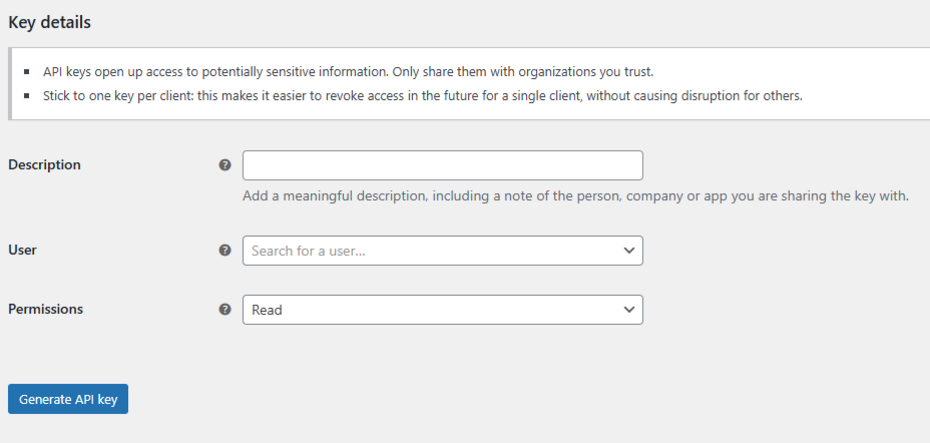 Key details
API keys open up access to potentially sensitive information. Only share them with organizations you trust.
Stick to one key per client: this makes it easier to revoke access in the future for a single client, without causing disruption for others.
Description
Add a meaningful description, including a note of the person, company or app you are sharing the key with.
User
Search for a user...
Permissions
Read
Generate API key